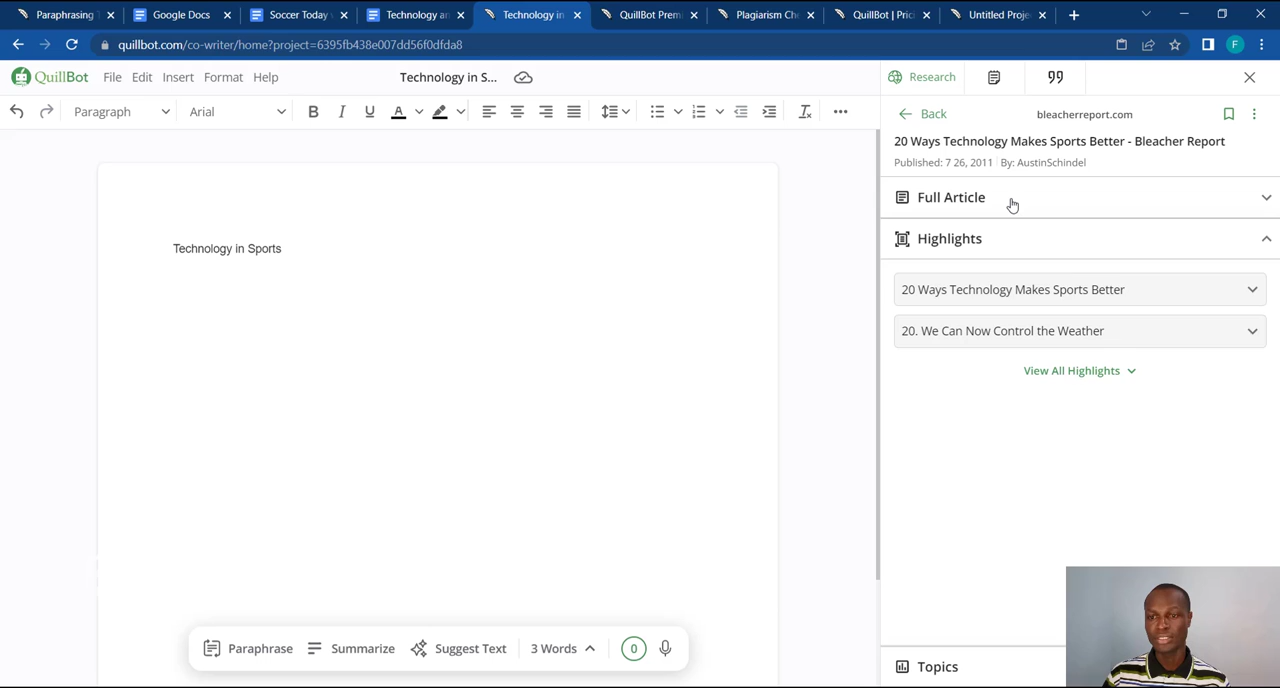 Paraphrasing T
Google Docs
Soccer Today
Technology an
Technology in
QuillBot Premi
Plagiarism Che
QuillBot | Pric
Untitled Proje
quillbot.com/co-writer/home?project=6395fb438e007dd56f0dfda8
F
QuillBot
File Edit Insert Format Help
Technology in S...
Research
Paragraph
Arial
B I U A
Back
bleacherreport.com
20 Ways Technology Makes Sports Better - Bleacher Report
Published: 7 26, 2011 By: AustinSchindel
Full Article
Highlights
20 Ways Technology Makes Sports Better
20. We Can Now Control the Weather
View All Highlights
Topics
Technology in Sports
Paraphrase
Summarize
Suggest Text
3 Words
0